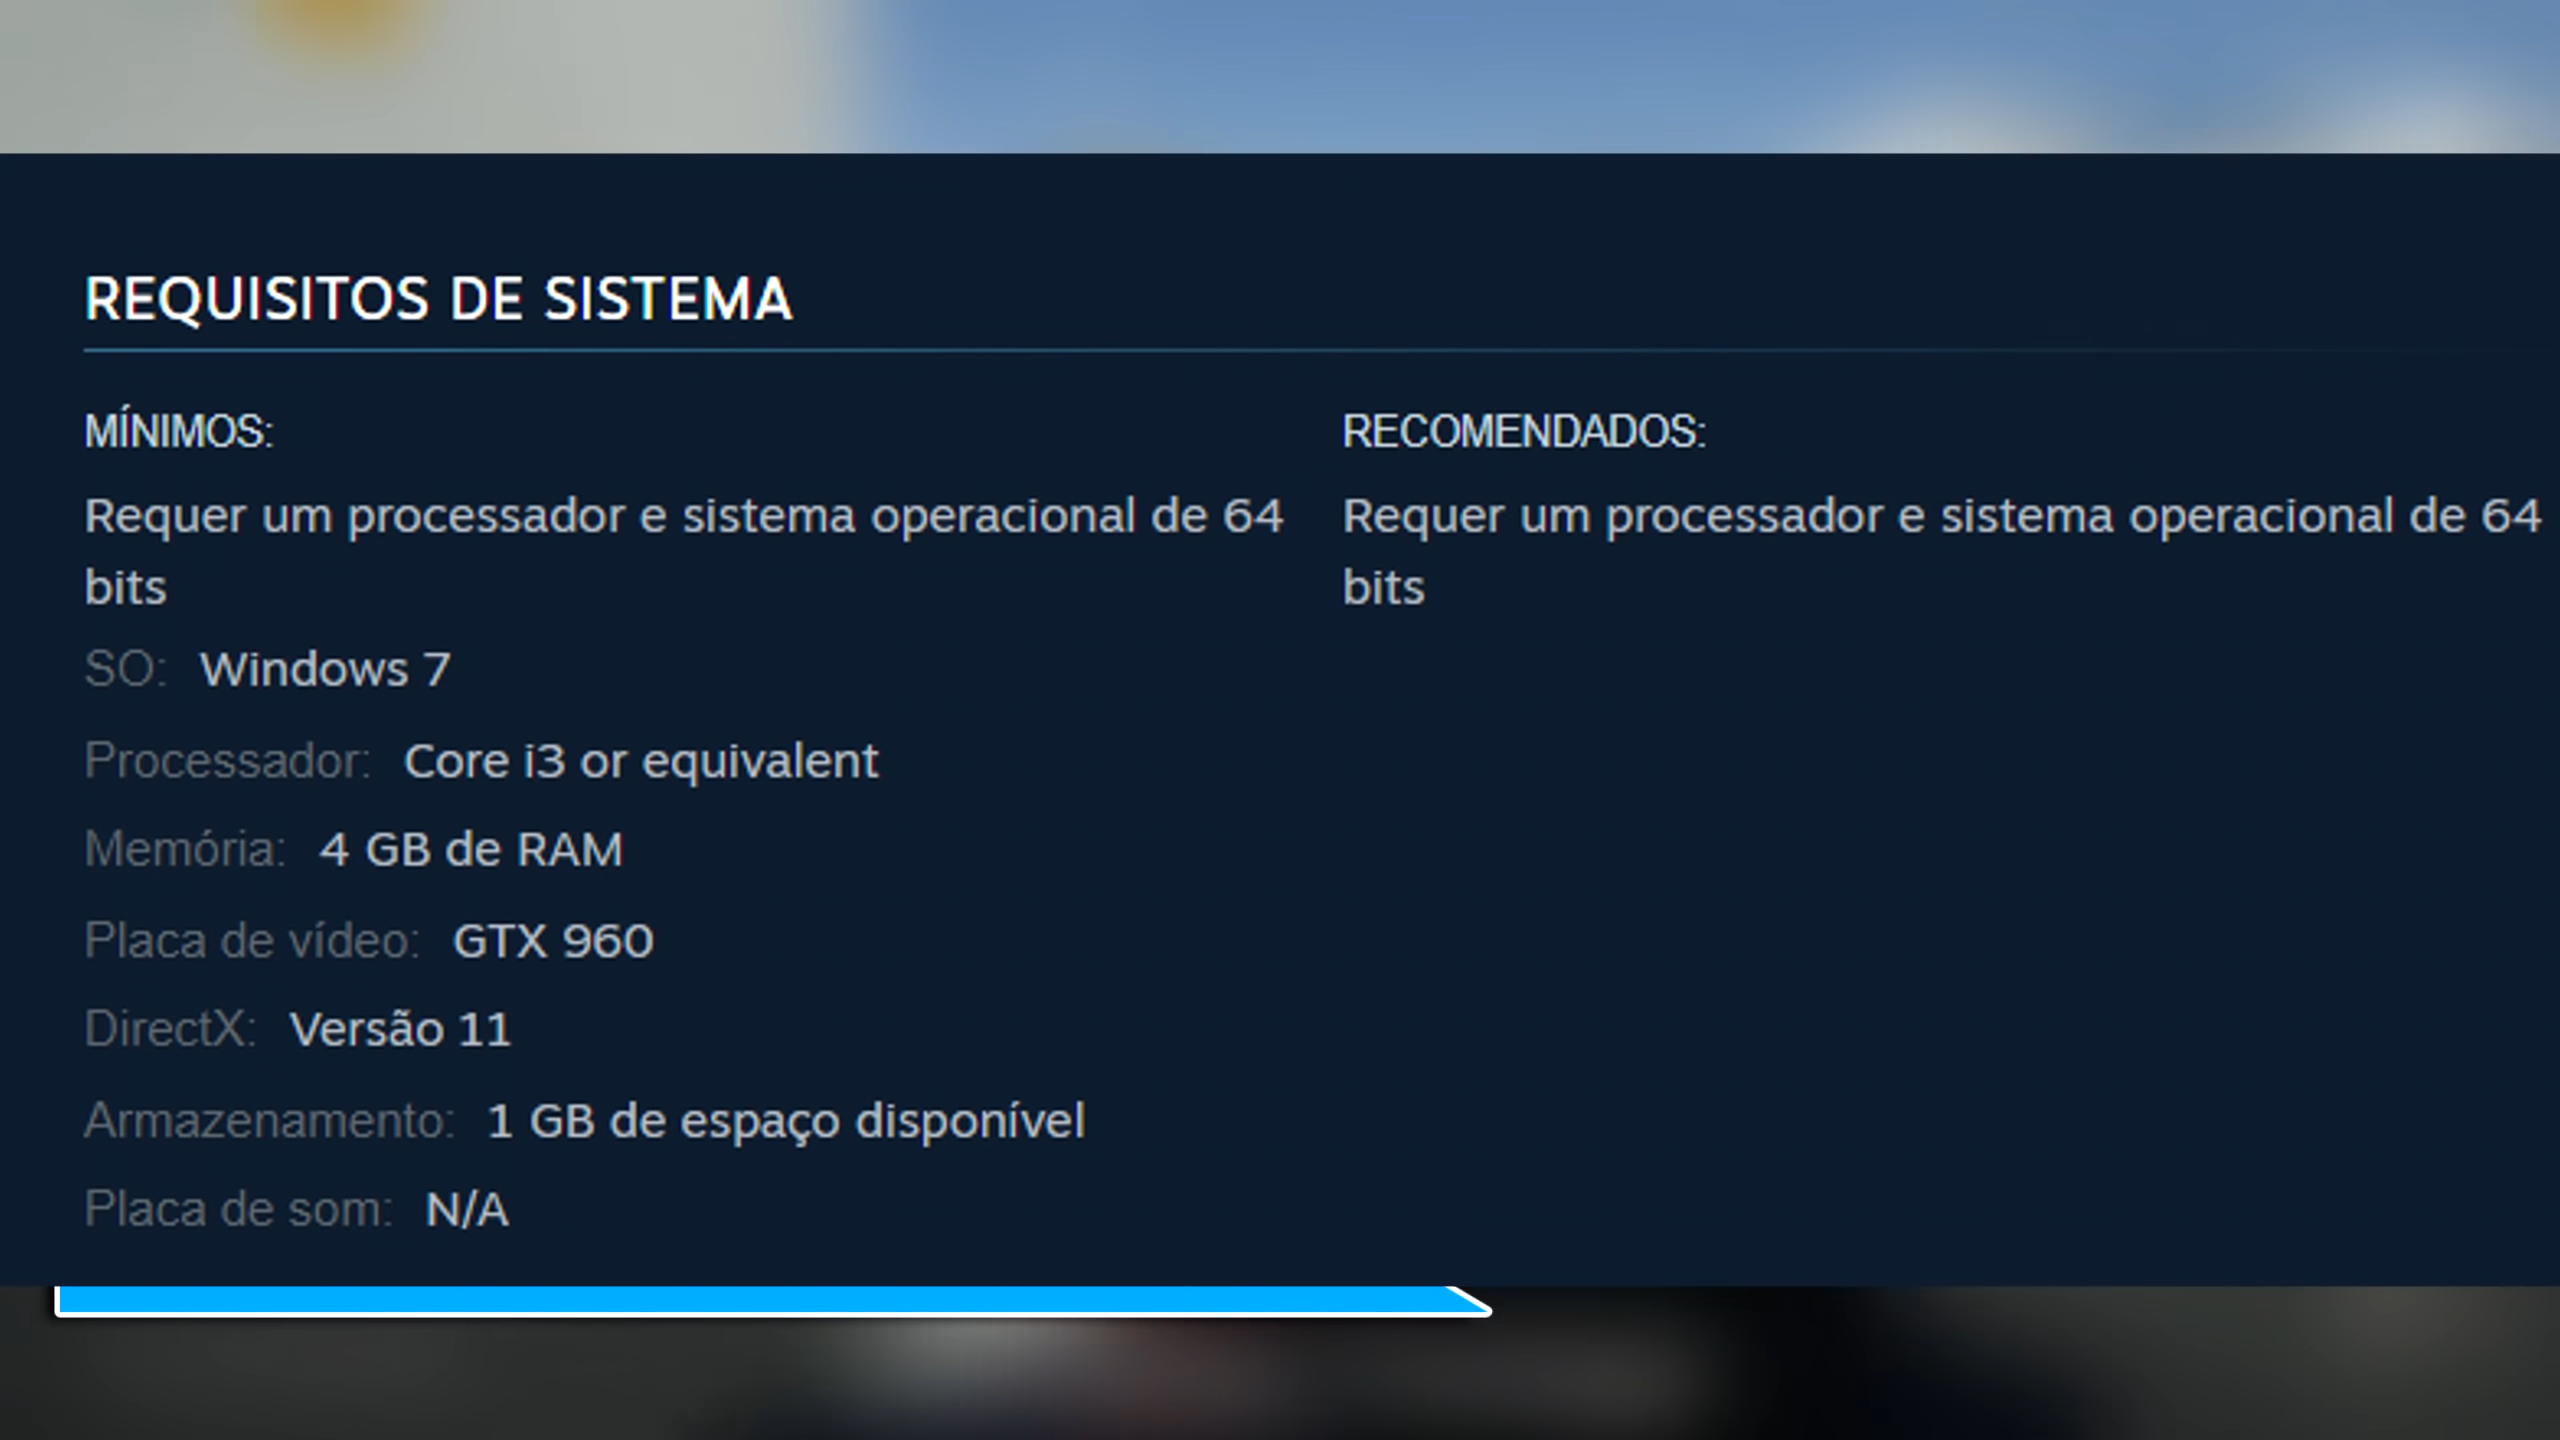 REQUISITOS DE SISTEMA
MÍNIMOS:
Requer um processador e sistema operacional de 64
bits
SO: Windows 7
Processador: Core i3 or equivalent
Memória: 4 GB de RAM
Placa de vídeo: GTX 960
DirectX: Versão 11
Armazenamento: 1 GB de espaço disponível
Placa de som: N/A
RECOMENDADOS:
Requer um processador e sistema operacional de 64
bits